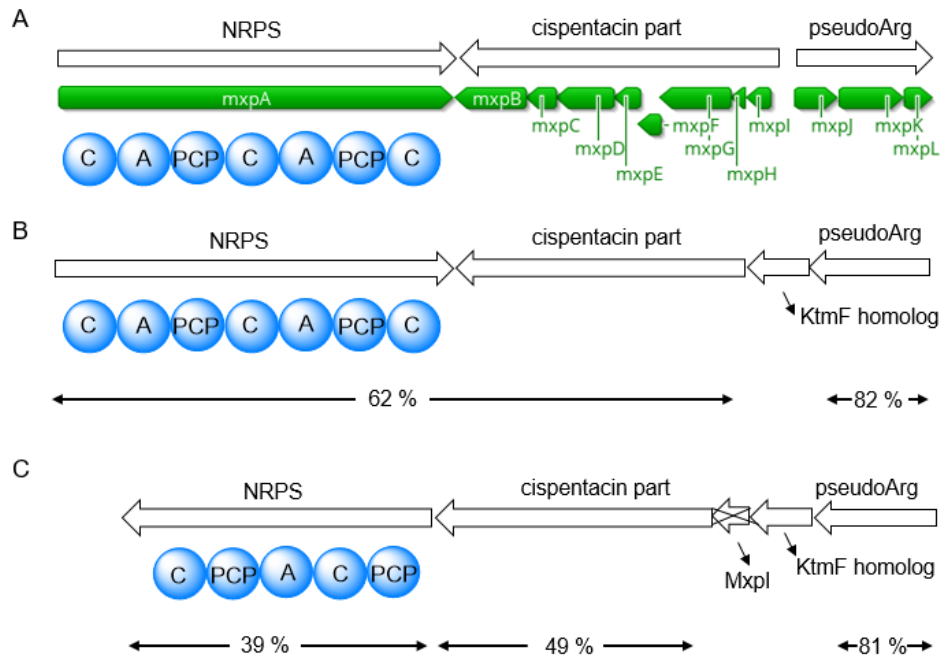 A
NRPS
cispentacin part
pseudoArg
mxpA
mxpB
mxpC
mxpD
mxpE
mxpF
mxpG
mxpH
mxpI
mxpJ
mxpK
mxpL
C A PCP C A PCP C
B
NRPS
cispentacin part
pseudoArg
KtmF homolog
C A PCP C A PCP C
62 %
82 %
C
NRPS
cispentacin part
pseudoArg
MxpI
KtmF homolog
C PCP A C PCP
39 %
49 %
81 %